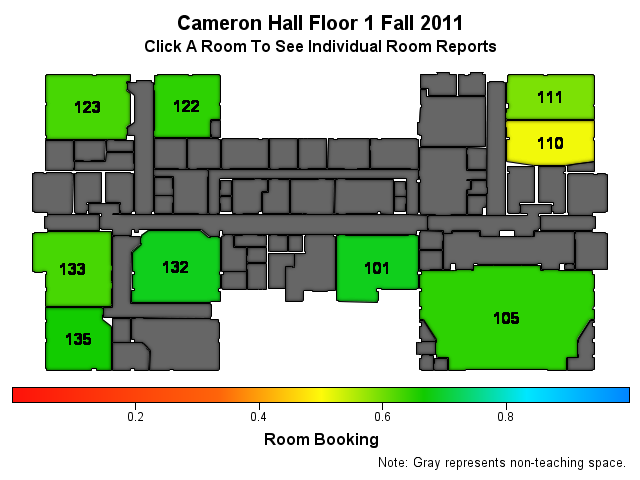 Cameron Hall Floor 1 Fall 2011
Click A Room To See Individual Room Reports
123
122
111
110
133
132
101
105
135
0.2 0.4 0.6 0.8
Room Booking
Note: Gray represents non-teaching space.